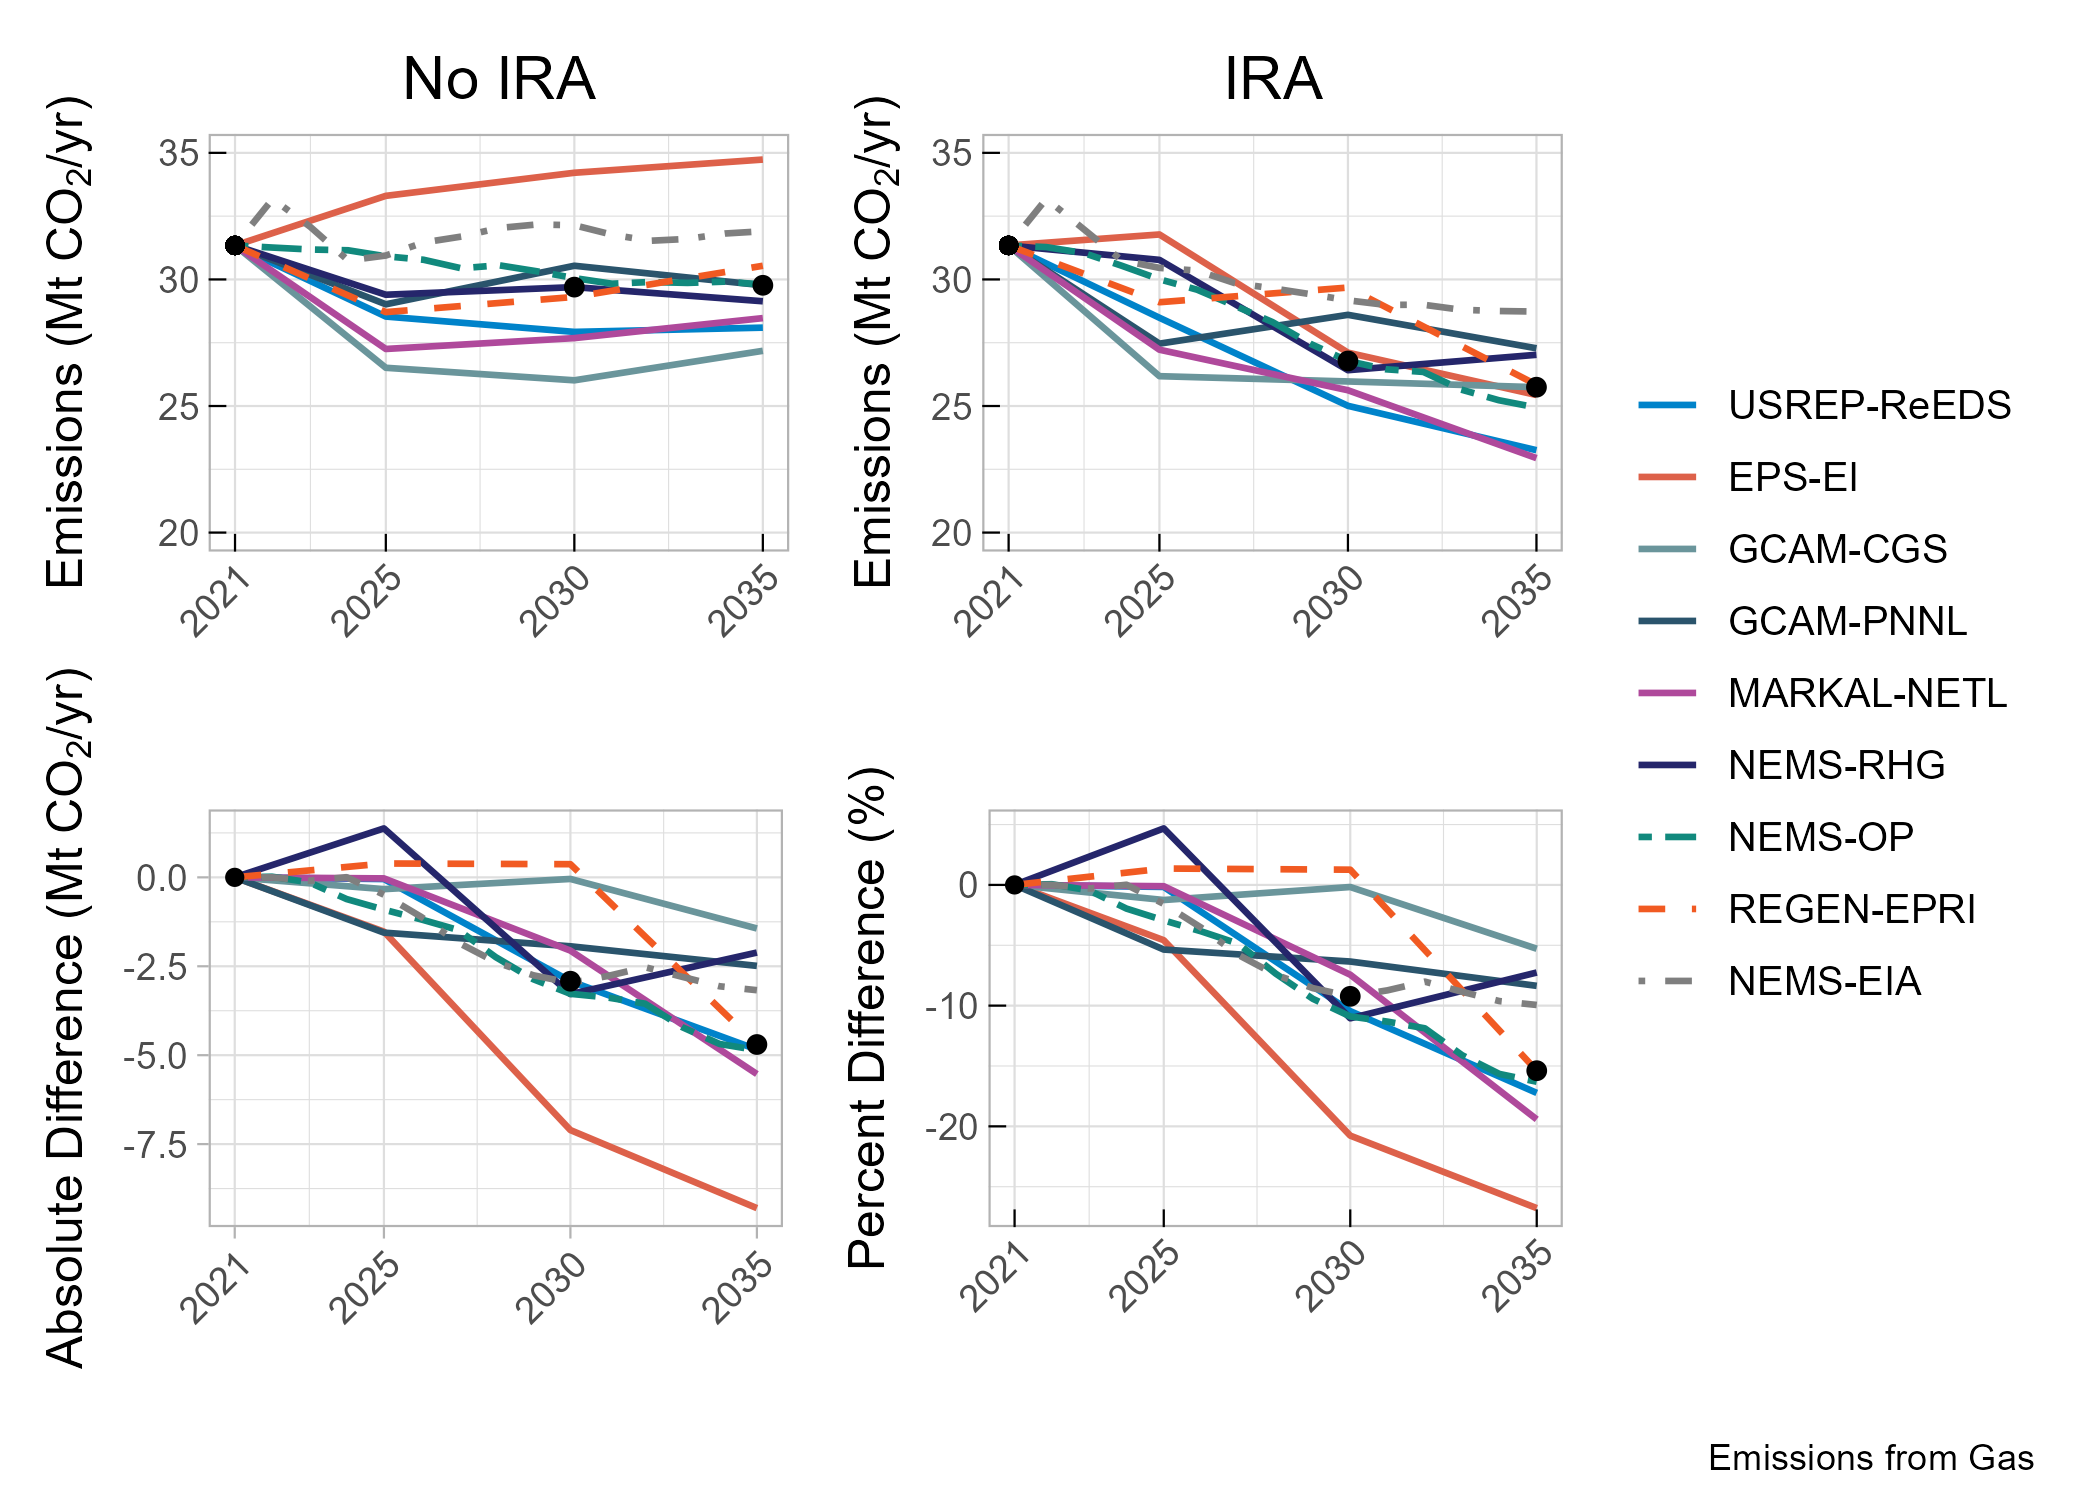 No IRA
IRA
Emissions (Mt CO₂/yr)
35
30
25
20
2021
2025
2030
2035
Emissions (Mt CO₂/yr)
35
30
25
20
2021
2025
2030
2035
Absolute Difference (Mt CO₂/yr)
0.0
-2.5
-5.0
-7.5
2021
2025
2030
2035
Percent Difference (%)
0
-10
-20
2021
2025
2030
2035
USREP-ReEDS
EPS-EI
GCAM-CGS
GCAM-PNNL
MARKAL-NETL
NEMS-RHG
NEMS-OP
REGEN-EPRI
NEMS-EIA
Emissions from Gas